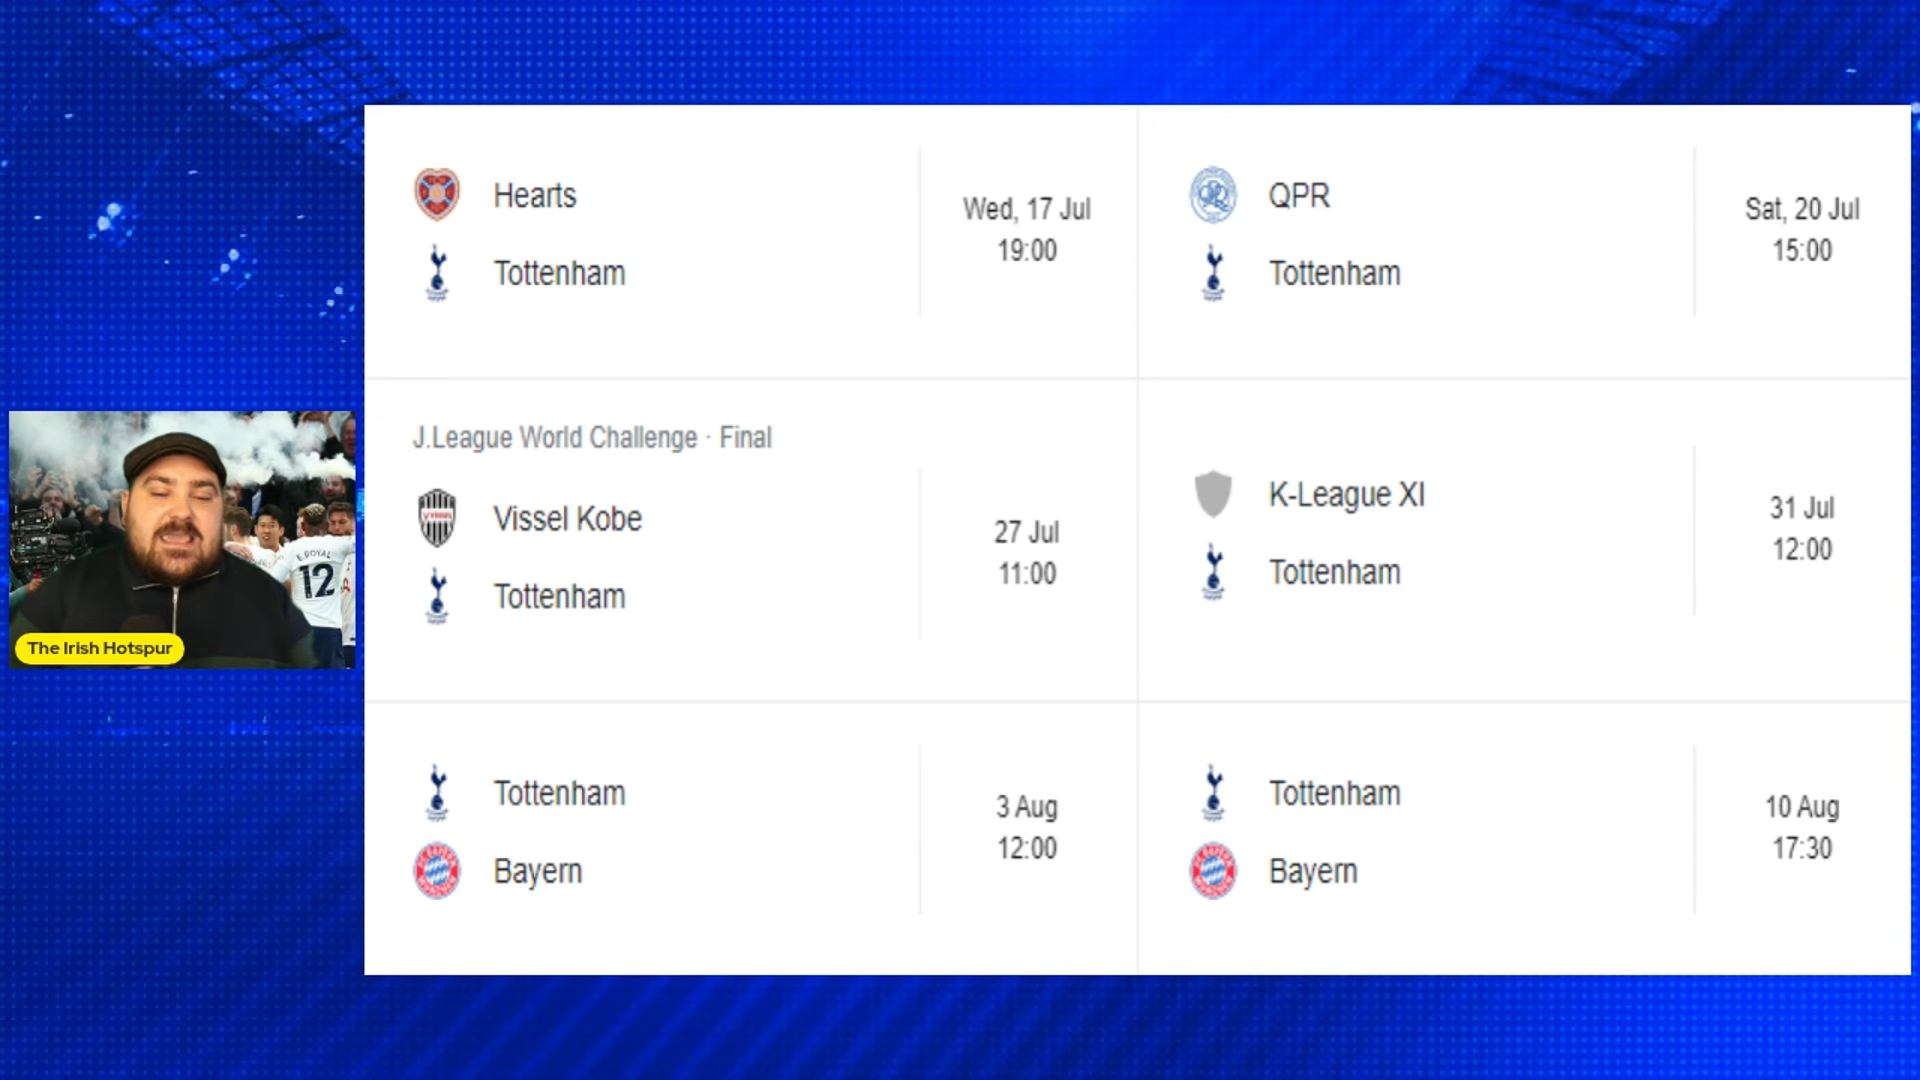 Hearts
Tottenham
Wed, 17 Jul
19:00
QPR
Tottenham
Sat, 20 Jul
15:00
J.League World Challenge · Final
Vissel Kobe
Tottenham
27 Jul
11:00
K-League XI
Tottenham
31 Jul
12:00
Tottenham
Bayern
3 Aug
12:00
Tottenham
Bayern
10 Aug
17:30
E.ROYAL
12
The Irish Hotspur